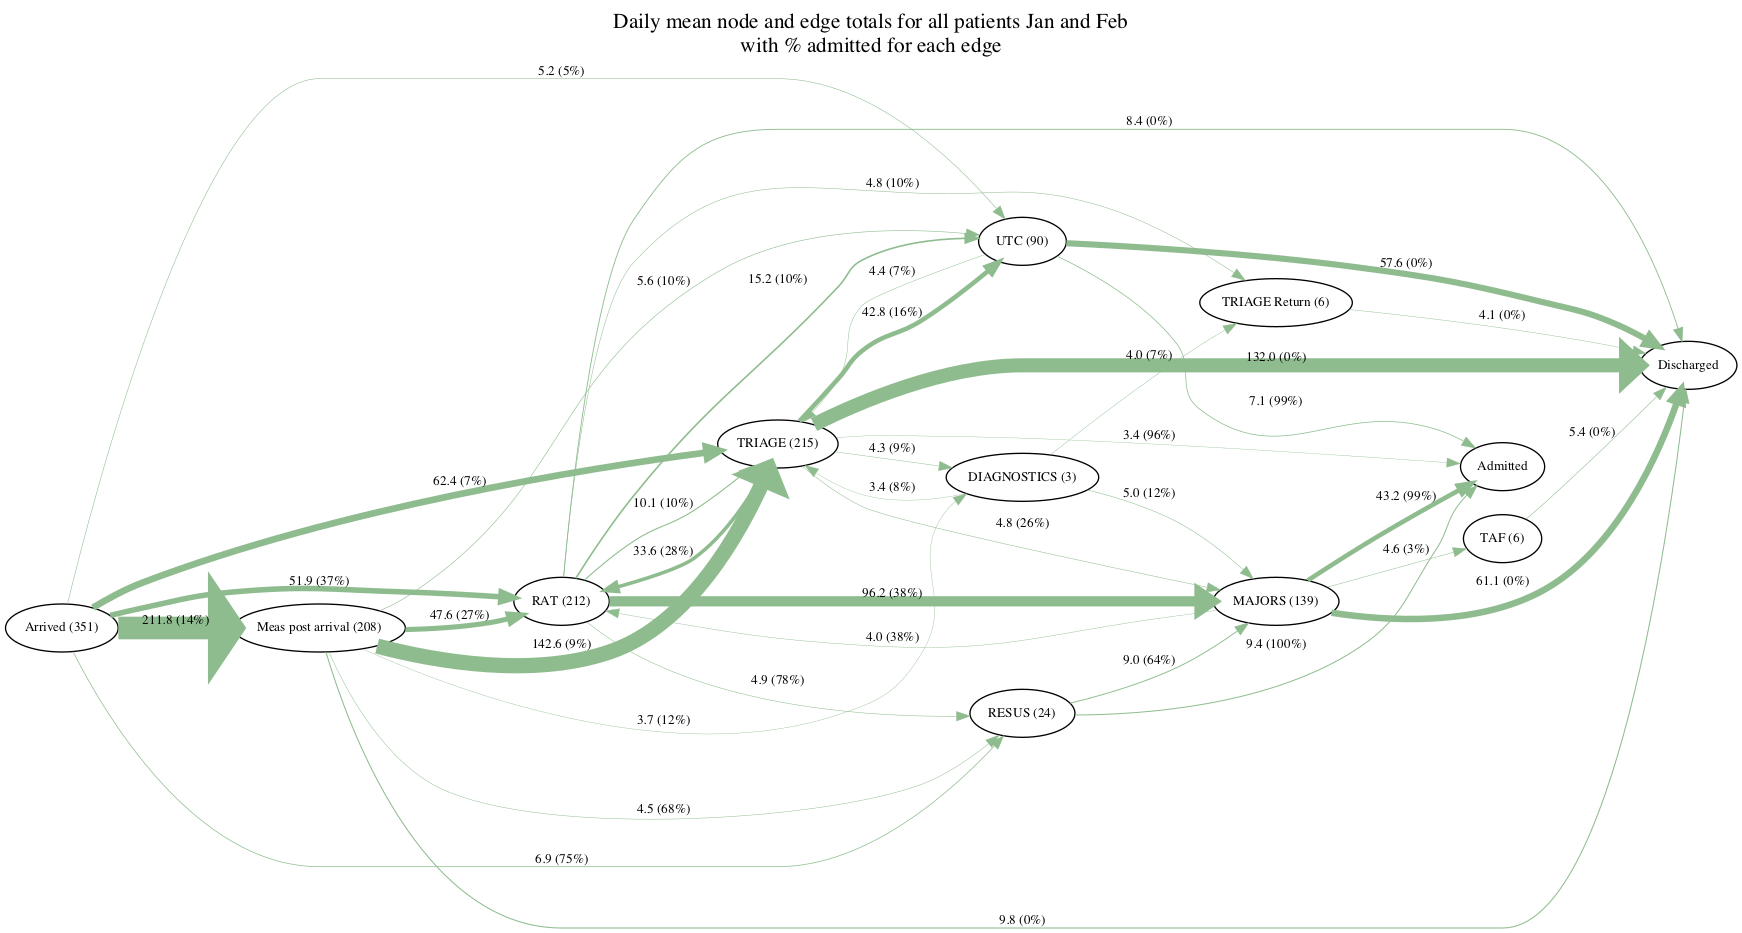 Daily mean node and edge totals for all patients Jan and Feb
with % admitted for each edge
5.2 (5%)
8.4 (0%)
4.8 (10%)
UTC (90)
57.6 (0%)
5.6 (10%)
15.2 (10%)
4.4 (7%)
TRIAGE Return (6)
42.8 (16%)
4.1 (0%)
4.0 (7%)
132.0 (0%)
Discharged
7.1 (99%)
TRIAGE (215)
3.4 (96%)
5.4 (0%)
4.3 (9%)
Admitted
62.4 (7%)
DIAGNOSTICS (3)
3.4 (8%)
5.0 (12%)
43.2 (99%)
10.1 (10%)
4.8 (26%)
TAF (6)
33.6 (28%)
4.6 (3%)
51.9 (37%)
61.1 (0%)
96.2 (38%)
RAT (212)
MAJORS (139)
47.6 (27%)
211.8 (14%)
Arrived (351)
Meas post arrival (208)
4.0 (38%)
142.6 (9%)
9.4 (100%)
9.0 (64%)
4.9 (78%)
RESUS (24)
3.7 (12%)
4.5 (68%)
6.9 (75%)
9.8 (0%)